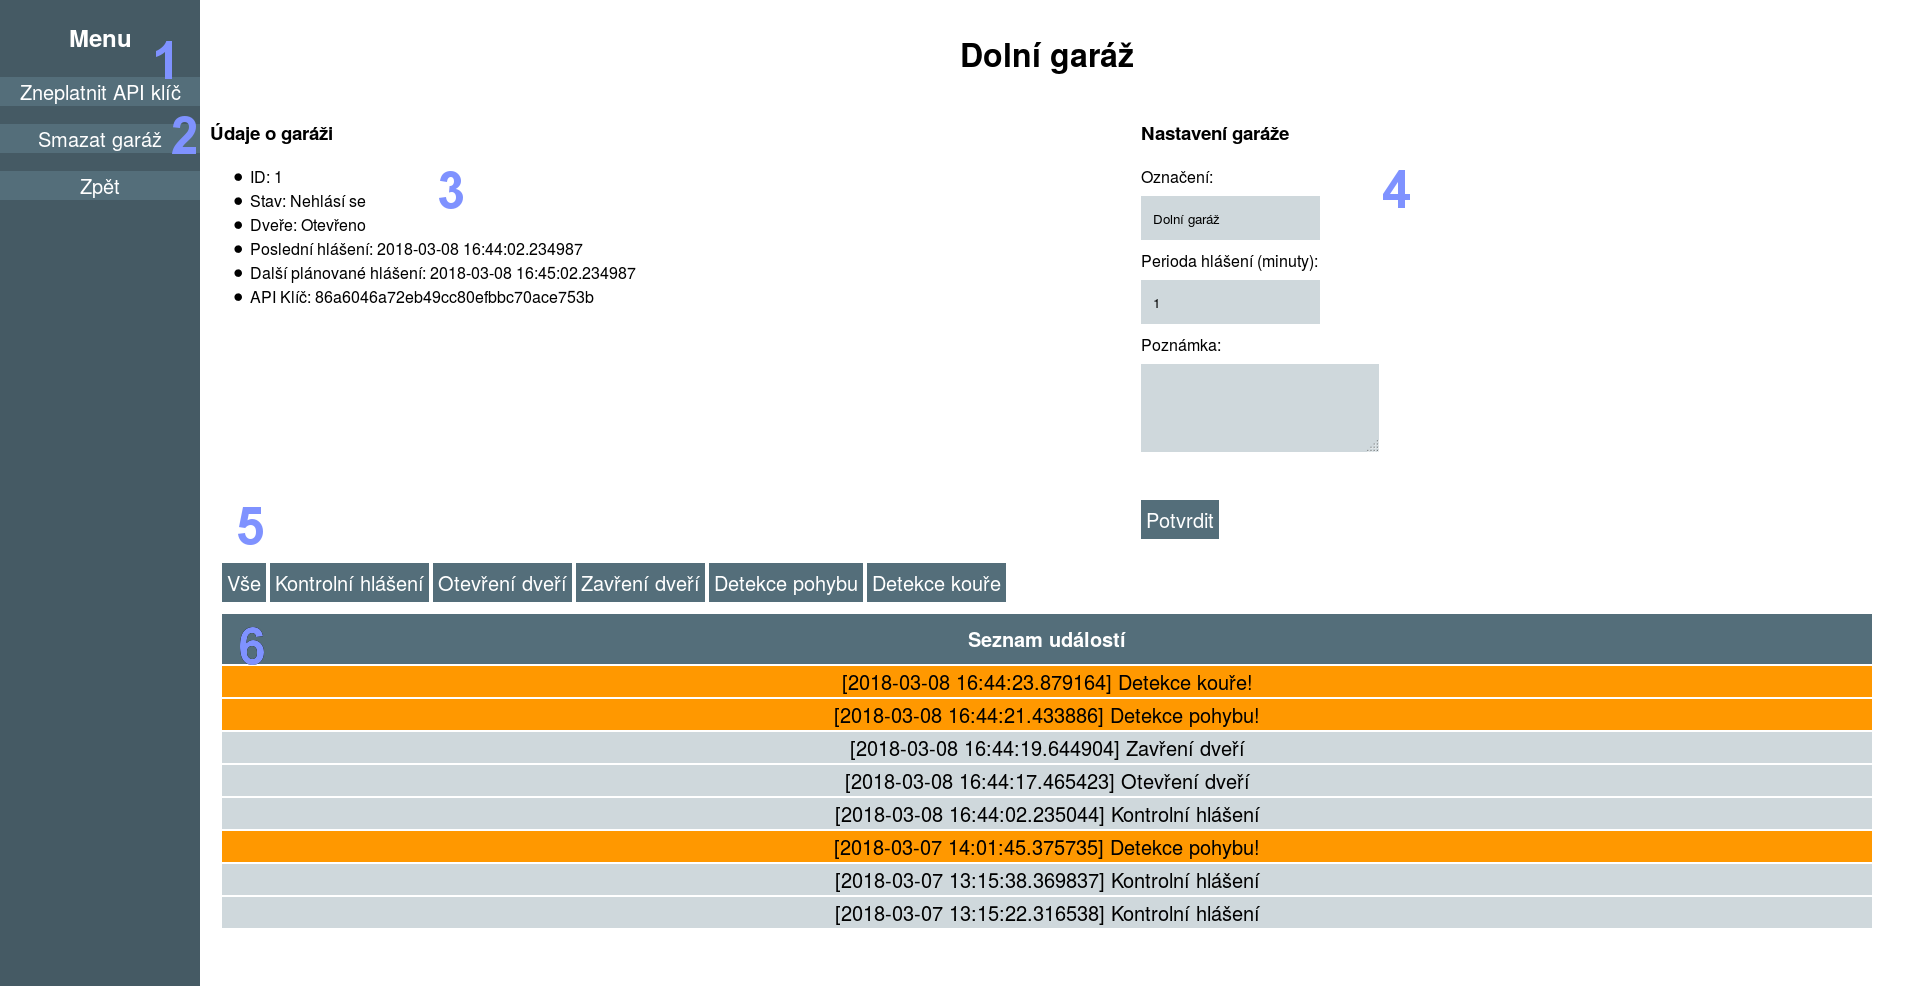 Menu
1
Zneplatnit API klíč
Smazat garáž
2
Zpět
Dolní garáž
Údaje o garáži
3
ID: 1
Stav: Nehlásí se
Dveře: Otevřeno
Poslední hlášení: 2018-03-08 16:44:02.234987
Další plánované hlášení: 2018-03-08 16:45:02.234987
API Klíč: 86a6046a72eb49cc80efbbc70ace753b
Nastavení garáže
4
Označení:
Dolní garáž
Perioda hlášení (minuty):
1
Poznámka:
Potvrdit
5
Vše Kontrolní hlášení Otevření dveří Zavření dveří Detekce pohybu Detekce kouře
6
Seznam událostí
[2018-03-08 16:44:23.879164] Detekce kouře!
[2018-03-08 16:44:21.433886] Detekce pohybu!
[2018-03-08 16:44:19.644904] Zavření dveří
[2018-03-08 16:44:17.465423] Otevření dveří
[2018-03-08 16:44:02.235044] Kontrolní hlášení
[2018-03-07 14:01:45.375735] Detekce pohybu!
[2018-03-07 13:15:38.369837] Kontrolní hlášení
[2018-03-07 13:15:22.316538] Kontrolní hlášení